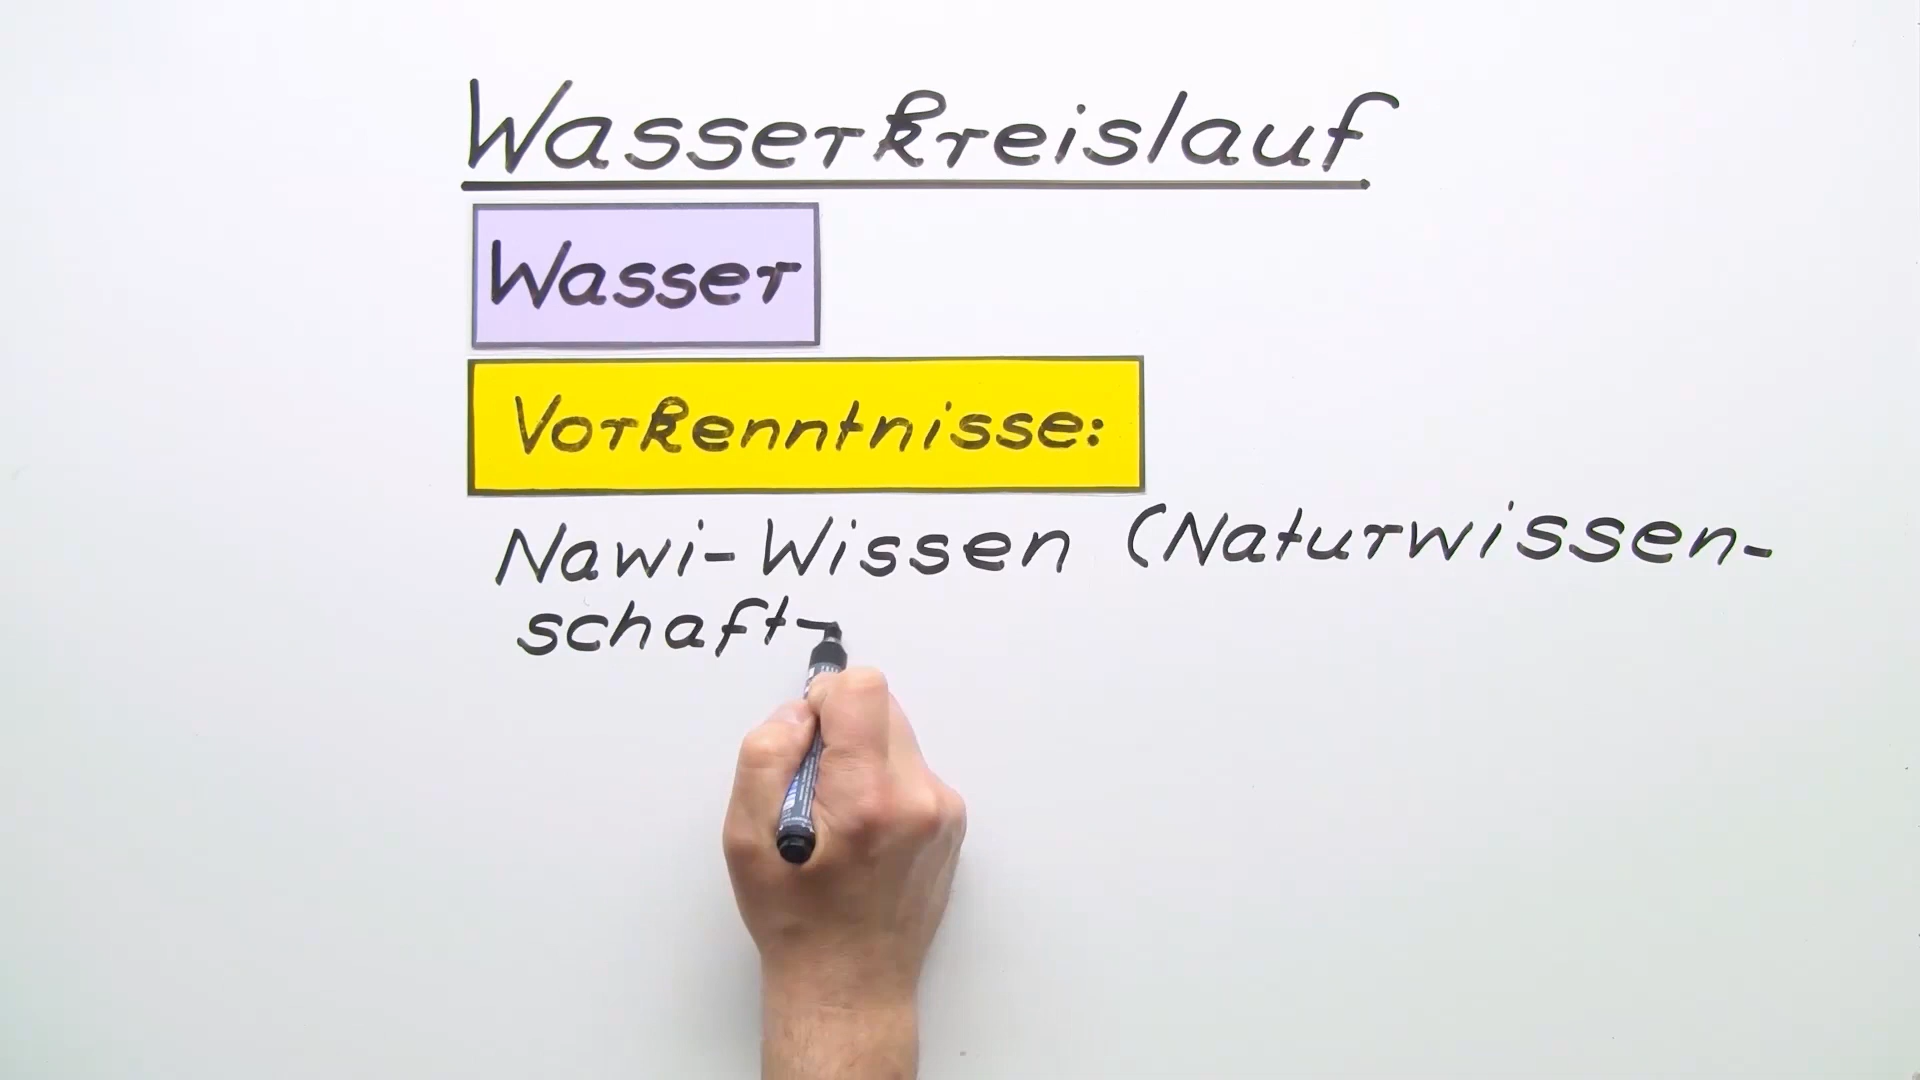 Wasserkreislauf
Wasser
Vorkenntnisse:
Nawi-Wissen (Naturwissen-
schaft-